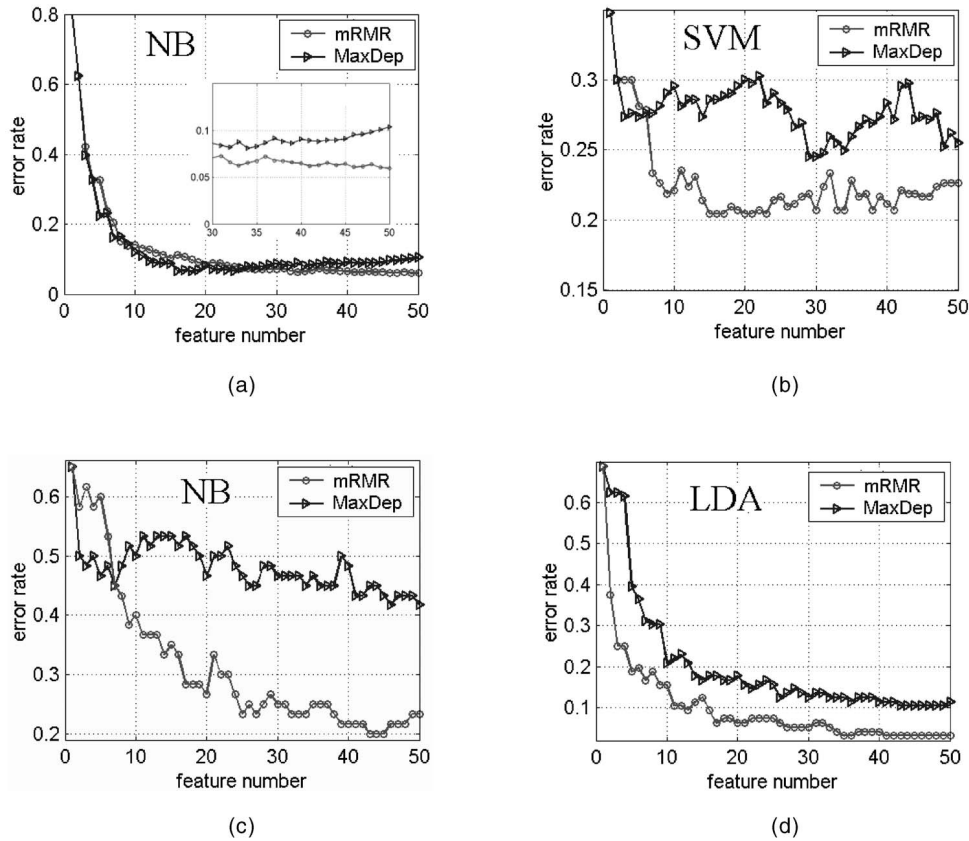 NB
mRMR
MaxDep
error rate
0.8
0.6
0.4
0.2
0
0.1
0.05
0
30 35 40 45 50
0 10 20 30 40 50
feature number
(a)
SVM
mRMR
MaxDep
error rate
0.3
0.25
0.2
0.15
0 10 20 30 40 50
feature number
(b)
NB
mRMR
MaxDep
error rate
0.6
0.5
0.4
0.3
0.2
0 10 20 30 40 50
feature number
(c)
LDA
mRMR
MaxDep
error rate
0.6
0.5
0.4
0.3
0.2
0.1
0 10 20 30 40 50
feature number
(d)